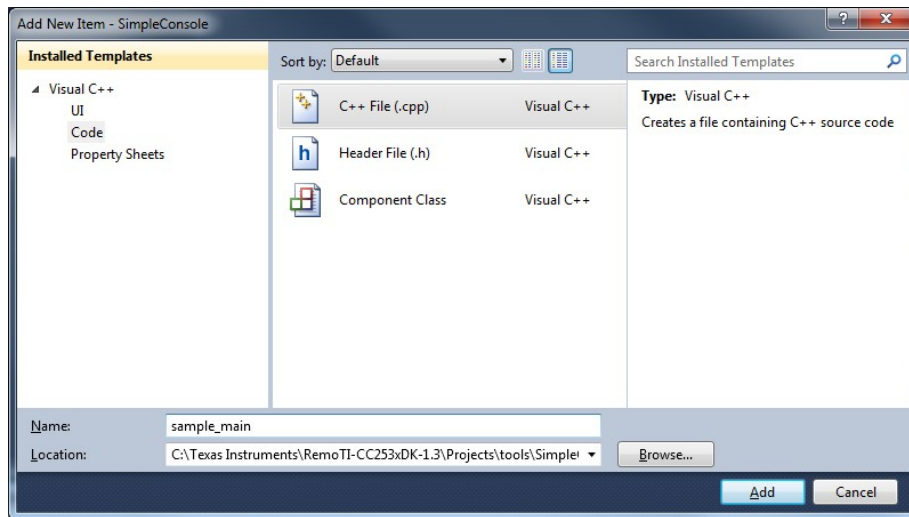 Add New Item - SimpleConsole
Installed Templates
Visual C++
UI
Code
Property Sheets
Sort by: Default
C++ File (.cpp) Visual C++
h Header File (.h) Visual C++
Component Class Visual C++
Search Installed Templates
Type: Visual C++
Creates a file containing C++ source code
Name: sample_main
Location: C:\Texas Instruments\RemoTI-CC253xDK-1.3\Projects\tools\Simple
Browse...
Add Cancel